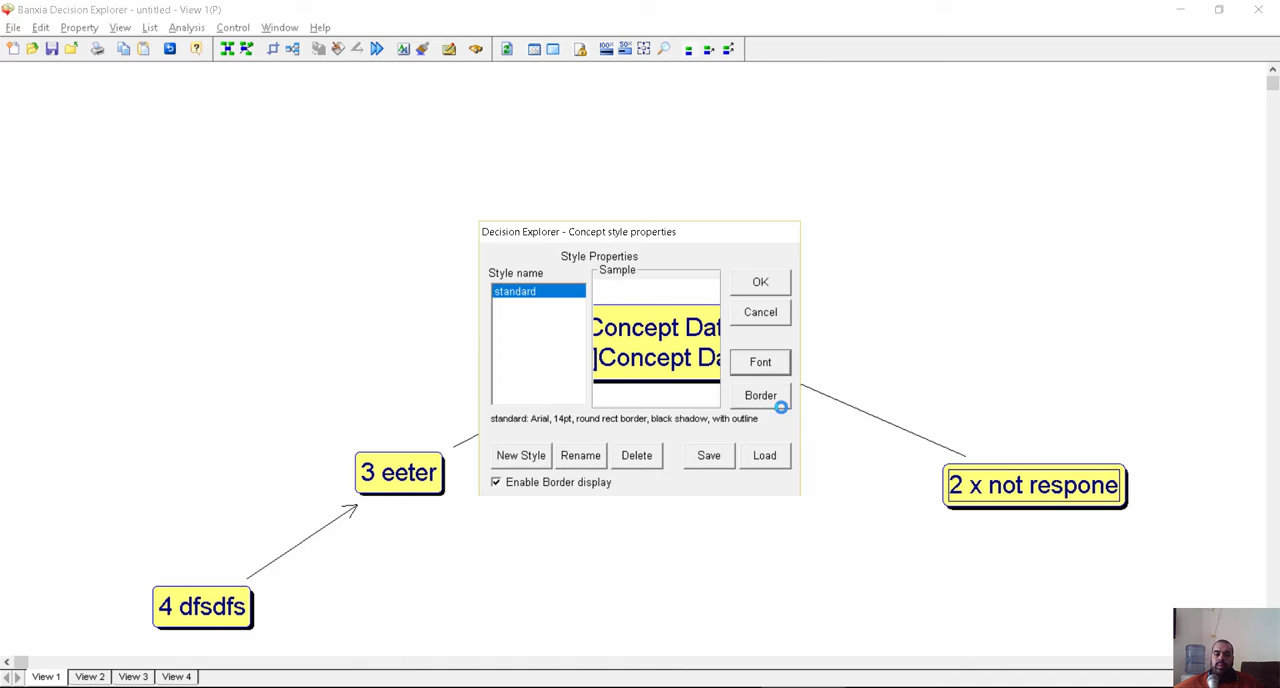 Banxia Decision Explorer - untitled - View 1(P)
File Edit Property View List Analysis Control Window Help
100% 50%
Decision Explorer - Concept style properties
Style Properties
Style name
Sample
standard
OK
Concept Dat
]Concept Da
Cancel
Font
Border
standard: Arial, 14pt, round rect border, black shadow, with outline
New Style Rename Delete Save Load
Enable Border display
3 eeter
2 x not respone
4 dfsdfs
View 1 View 2 View 3 View 4